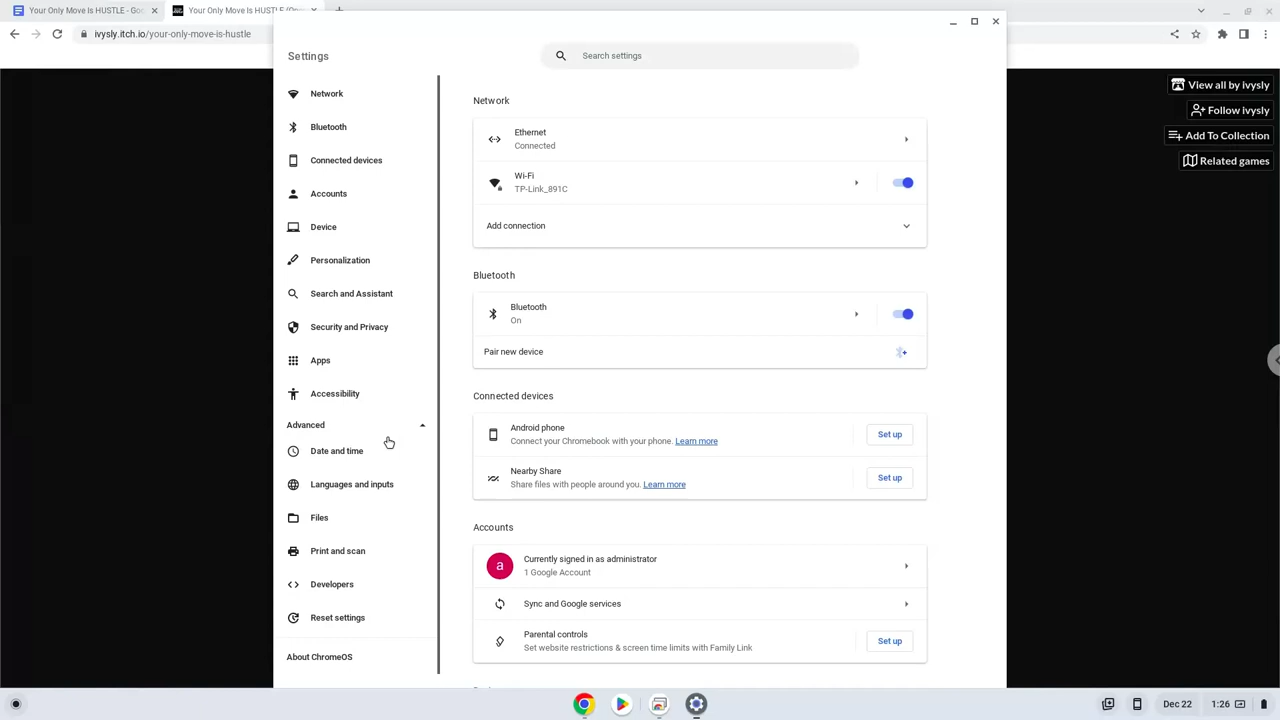 Your Only Move Is HUSTLE - Goo
Your Only Move Is HUSTLE
ivysly.itch.io/your-only-move-is-hustle
View all by ivysly
Follow ivysly
Add To Collection
Related games
Settings
Search settings
Network
Bluetooth
Connected devices
Accounts
Device
Personalization
Search and Assistant
Security and Privacy
Apps
Accessibility
Advanced
Date and time
Languages and inputs
Files
Print and scan
Developers
Reset settings
About ChromeOS
Network
Ethernet
Connected
Wi-Fi
TP-Link_891C
Add connection
Bluetooth
Bluetooth
On
Pair new device
Connected devices
Android phone
Connect your Chromebook with your phone. Learn more
Set up
Nearby Share
Share files with people around you. Learn more
Set up
Accounts
a
Currently signed in as administrator
1 Google Account
Sync and Google services
Parental controls
Set website restrictions & screen time limits with Family Link
Set up
Dec 22
1:26